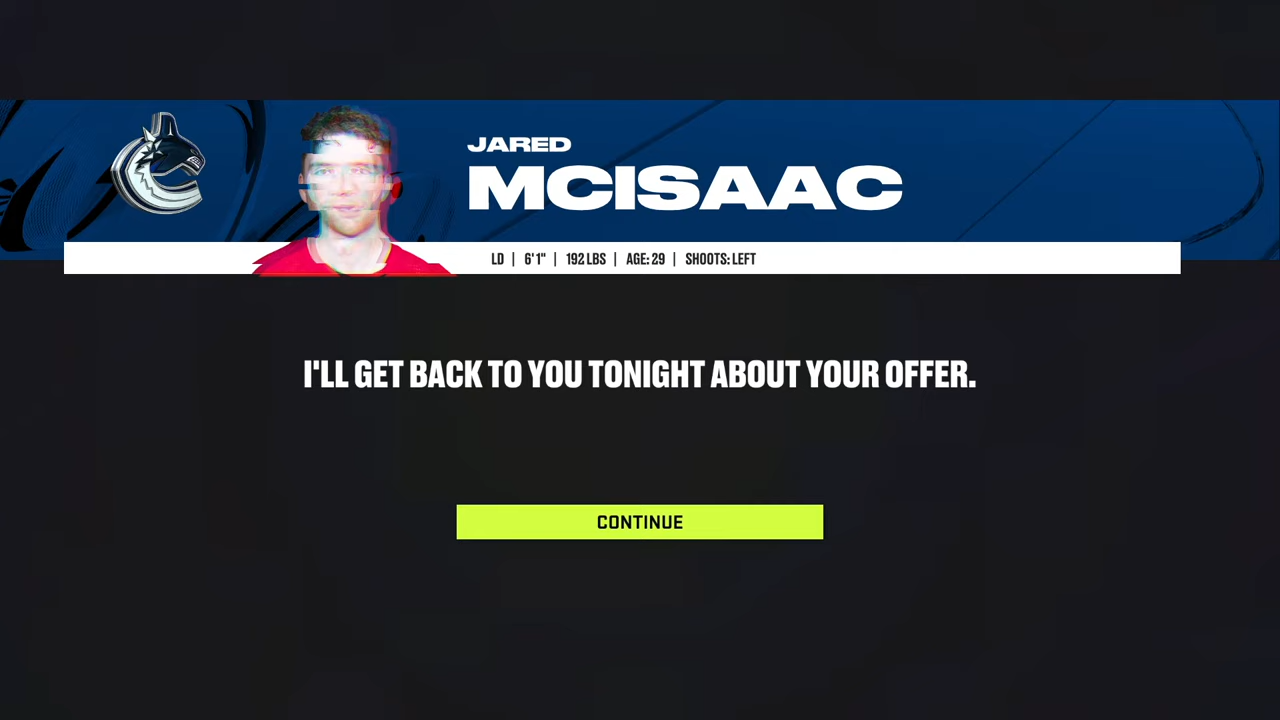 JARED
MCISAAC
LD | 6'1" | 192 LBS | AGE: 29 | SHOOTS: LEFT
I'LL GET BACK TO YOU TONIGHT ABOUT YOUR OFFER.
CONTINUE